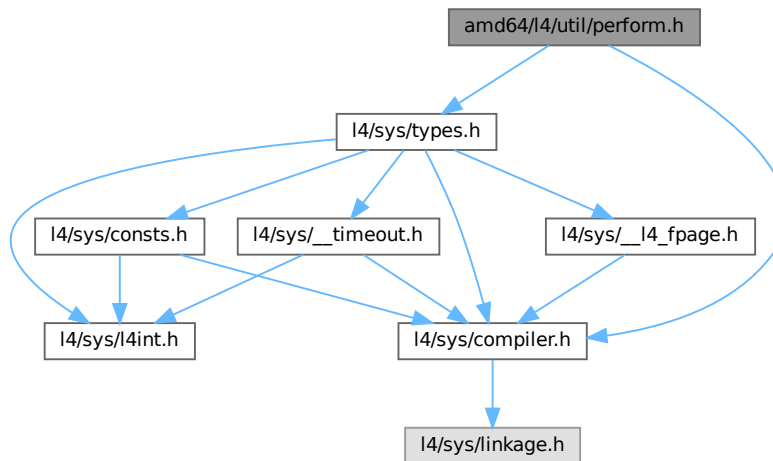 amd64/l4/util/perform.h
l4/sys/types.h
l4/sys/consts.h
l4/sys/__timeout.h
l4/sys/__l4_fpage.h
l4/sys/l4int.h
l4/sys/compiler.h
l4/sys/linkage.h